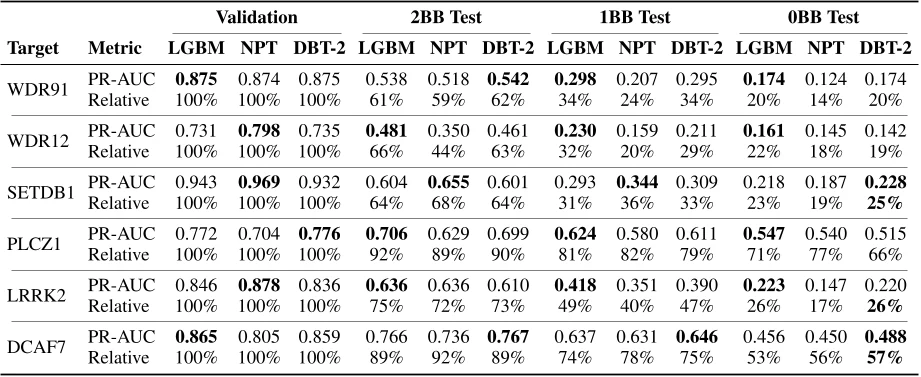 Validation 2BB Test 1BB Test 0BB Test
Target Metric LGBM NPT DBT-2 LGBM NPT DBT-2 LGBM NPT DBT-2 LGBM NPT DBT-2
WDR91 PR-AUC 0.875 0.874 0.875 0.538 0.518 0.542 0.298 0.207 0.295 0.174 0.124 0.174
Relative 100% 100% 100% 61% 59% 62% 34% 24% 34% 20% 14% 20%
WDR12 PR-AUC 0.731 0.798 0.735 0.481 0.350 0.461 0.230 0.159 0.211 0.161 0.145 0.142
Relative 100% 100% 100% 66% 44% 63% 32% 20% 29% 22% 18% 19%
SETDB1 PR-AUC 0.943 0.969 0.932 0.604 0.655 0.601 0.293 0.344 0.309 0.218 0.187 0.228
Relative 100% 100% 100% 64% 68% 64% 31% 36% 33% 23% 19% 25%
PLCZ1 PR-AUC 0.772 0.704 0.776 0.706 0.629 0.699 0.624 0.580 0.611 0.547 0.540 0.515
Relative 100% 100% 100% 92% 89% 90% 81% 82% 79% 71% 77% 66%
LRRK2 PR-AUC 0.846 0.878 0.836 0.636 0.636 0.610 0.418 0.351 0.390 0.223 0.147 0.220
Relative 100% 100% 100% 75% 72% 73% 49% 40% 47% 26% 17% 26%
DCAF7 PR-AUC 0.865 0.805 0.859 0.766 0.736 0.767 0.637 0.631 0.646 0.456 0.450 0.488
Relative 100% 100% 100% 89% 92% 89% 74% 78% 75% 53% 56% 57%